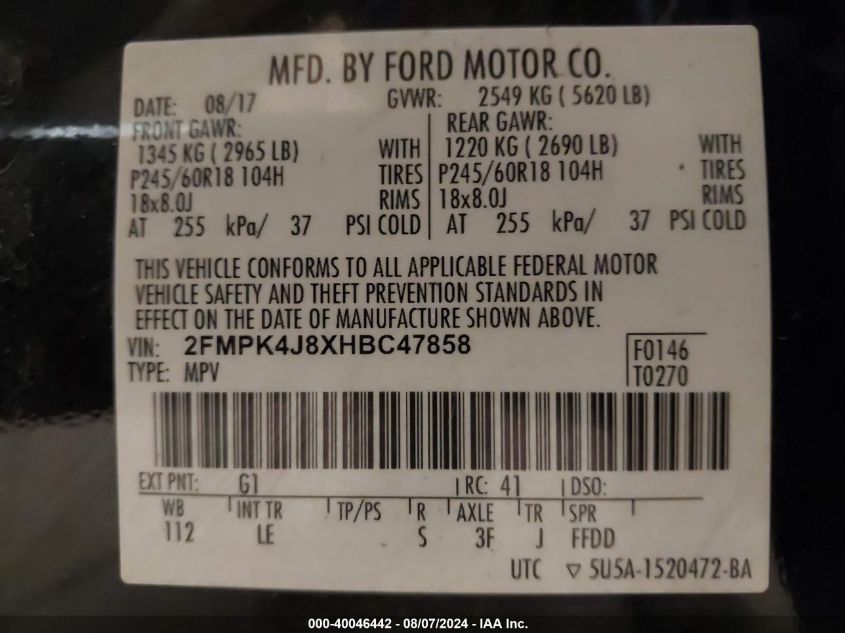 MFD. BY FORD MOTOR CO.
DATE: 08/17 GVWR: 2549 KG ( 5620 LB)
FRONT GAWR: REAR GAWR:
1345 KG ( 2965 LB) WITH 1220 KG ( 2690 LB) WITH
P245/60R18 104H TIRES P245/60R18 104H TIRES
18x8.0J RIMS 18x8.0J RIMS
AT 255 kPa/ 37 PSI COLD AT 255 kPa/ 37 PSI COLD
THIS VEHICLE CONFORMS TO ALL APPLICABLE FEDERAL MOTOR
VEHICLE SAFETY AND THEFT PREVENTION STANDARDS IN
EFFECT ON THE DATE OF MANUFACTURE SHOWN ABOVE.
VIN: 2FMPK4J8XHBC47858 F0146
TYPE: MPV T0270
EXT PNT: G1 RC: 41 DSO:
WB INT TR TP/PS R AXLE TR SPR
112 LE S 3F J FFDD
UTC ▽ 5U5A-1520472-BA
000-40046442 - 08/07/2024 - IAA Inc.